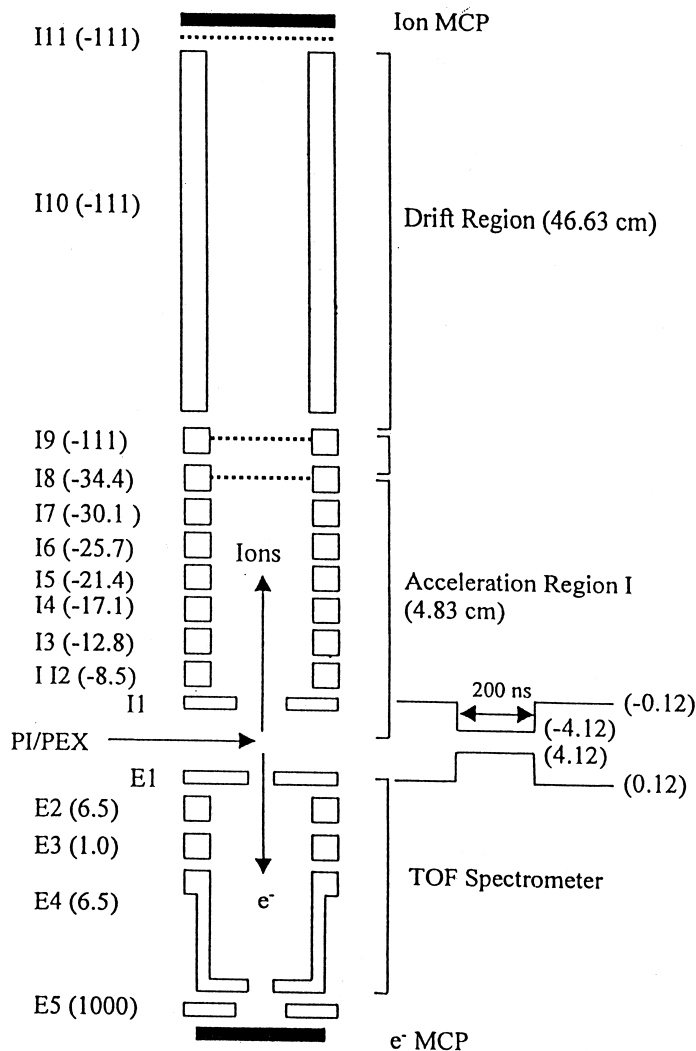 Ion MCP
I11 (-111)
I10 (-111)
Drift Region (46.63 cm)
I9 (-111)
I8 (-34.4)
I7 (-30.1 )
I6 (-25.7)
Ions
I5 (-21.4)
Acceleration Region I
(4.83 cm)
I4 (-17.1)
I3 (-12.8)
I I2 (-8.5)
I1
200 ns
(-0.12)
(-4.12)
PI/PEX
(4.12)
E1
(0.12)
E2 (6.5)
E3 (1.0)
TOF Spectrometer
E4 (6.5)
e-
E5 (1000)
e- MCP